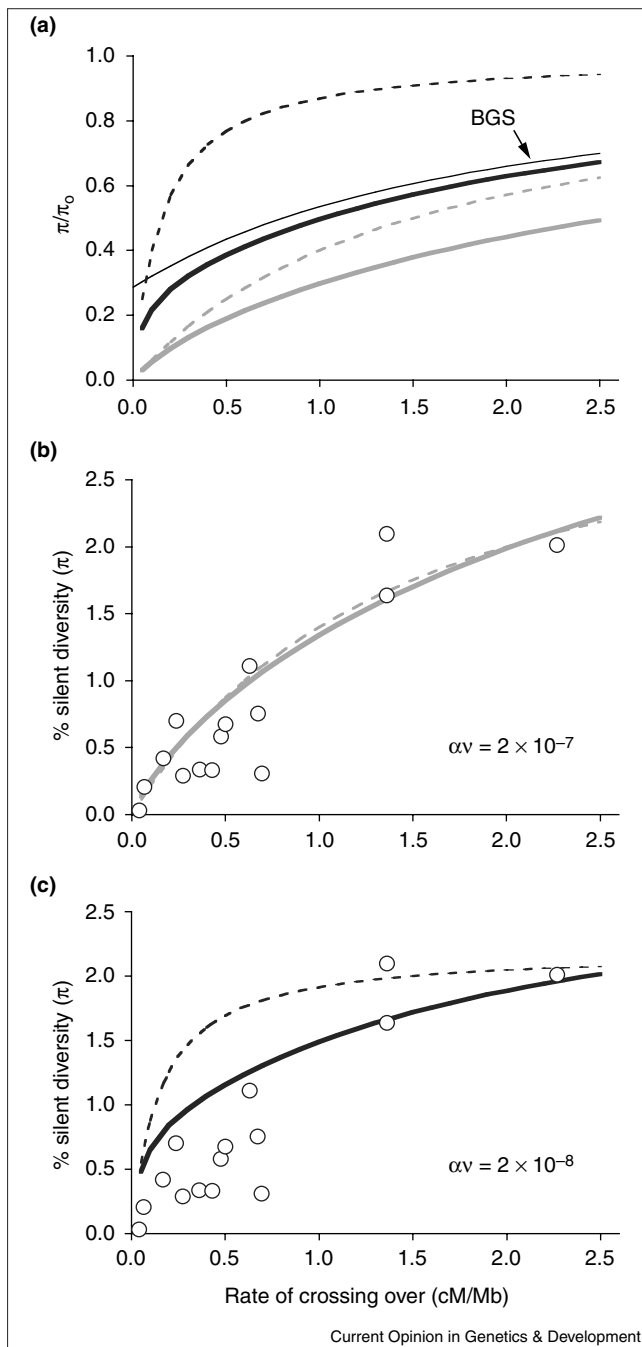 (a)
1.0
0.8
0.6
0.4
0.2
0.0
π/πo
BGS
0.0 0.5 1.0 1.5 2.0 2.5
(b)
2.5
2.0
1.5
1.0
0.5
0.0
% silent diversity (π)
αν = 2 × 10⁻⁷
0.0 0.5 1.0 1.5 2.0 2.5
(c)
2.5
2.0
1.5
1.0
0.5
0.0
% silent diversity (π)
αν = 2 × 10⁻⁸
0.0 0.5 1.0 1.5 2.0 2.5
Rate of crossing over (cM/Mb)
Current Opinion in Genetics & Development